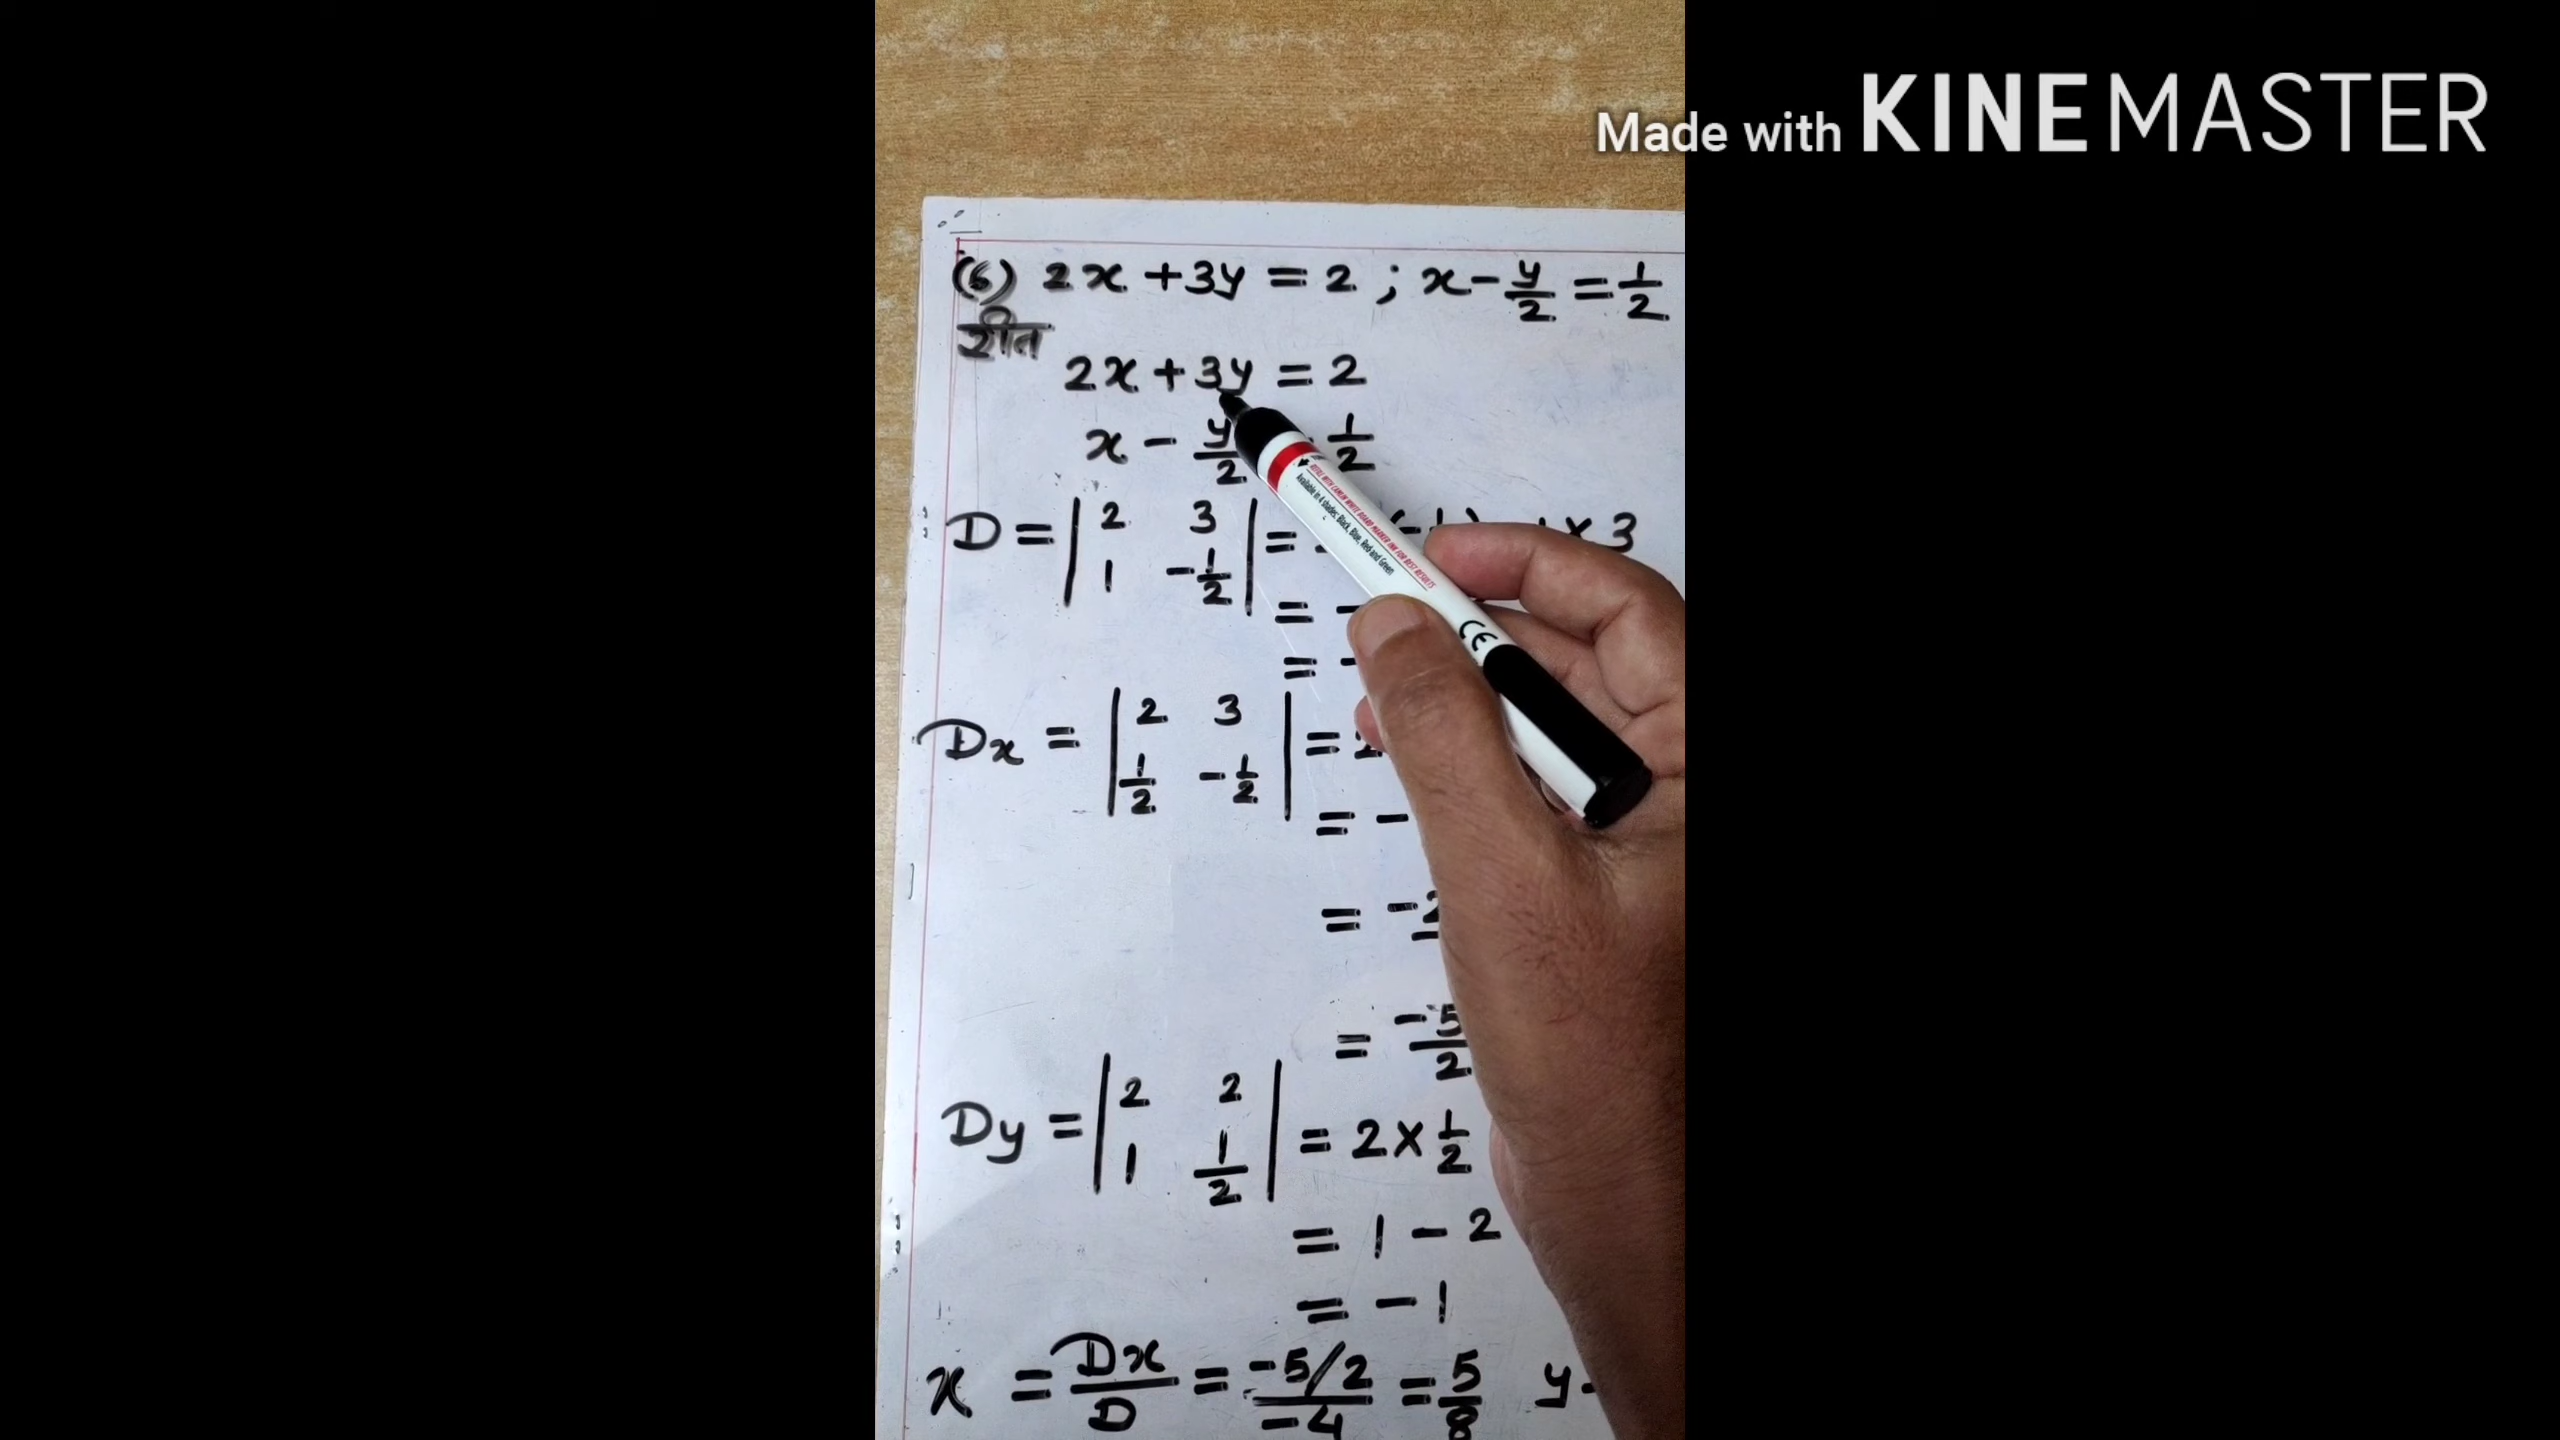 Made with KINEMASTER
(6) 2x + 3y = 2 ; x - y/2 = 1/2
रीत
2x + 3y = 2
x - y/2 1/2
D = | 2 3 | = × 3
| 1 -1/2 |
= -
= -
Dx = | 2 3 | = 2
| 1/2 -1/2 |
= -
= -2
= -5/2
Dy = | 2 2 | = 2 × 1/2
| 1 1/2 |
= 1 - 2
= -1
x = Dx/D = -5/2 / -4 = 5/8 y